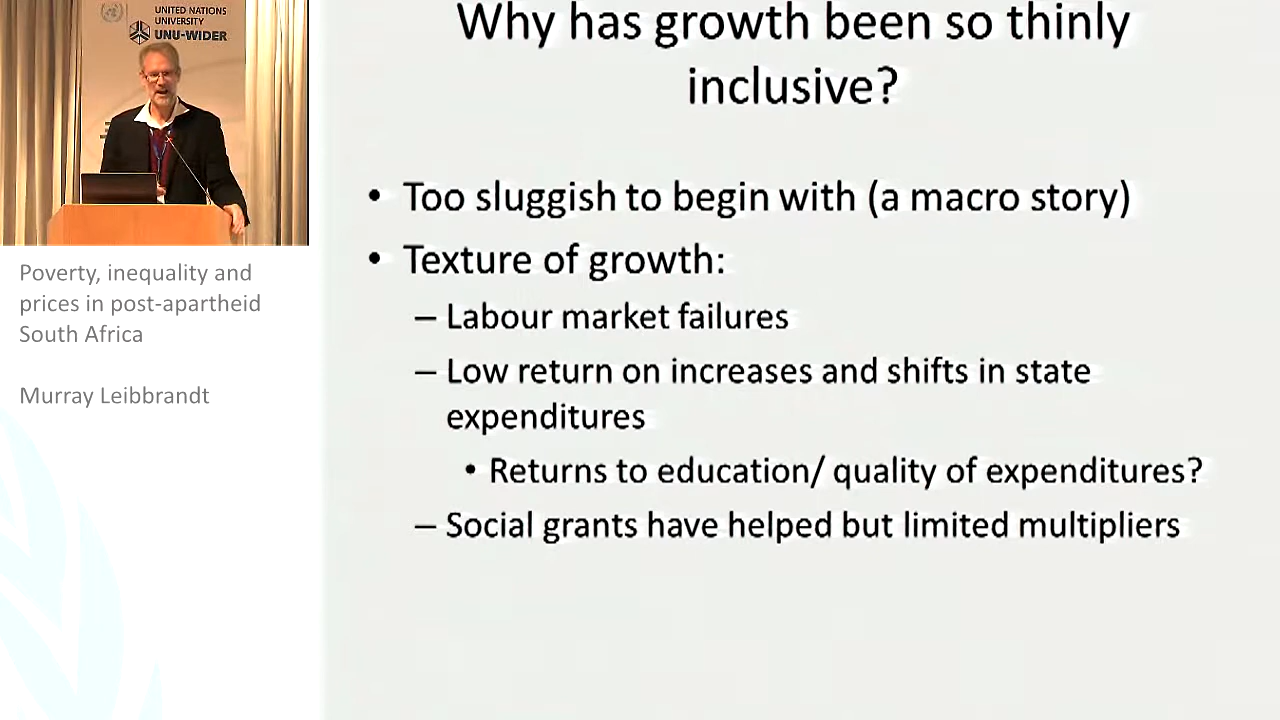 UNITED NATIONS
UNIVERSITY
UNU-WIDER
Poverty, inequality and
prices in post-apartheid
South Africa
Murray Leibbrandt
Why has growth been so thinly
inclusive?
• Too sluggish to begin with (a macro story)
• Texture of growth:
– Labour market failures
– Low return on increases and shifts in state
expenditures
• Returns to education/ quality of expenditures?
– Social grants have helped but limited multipliers